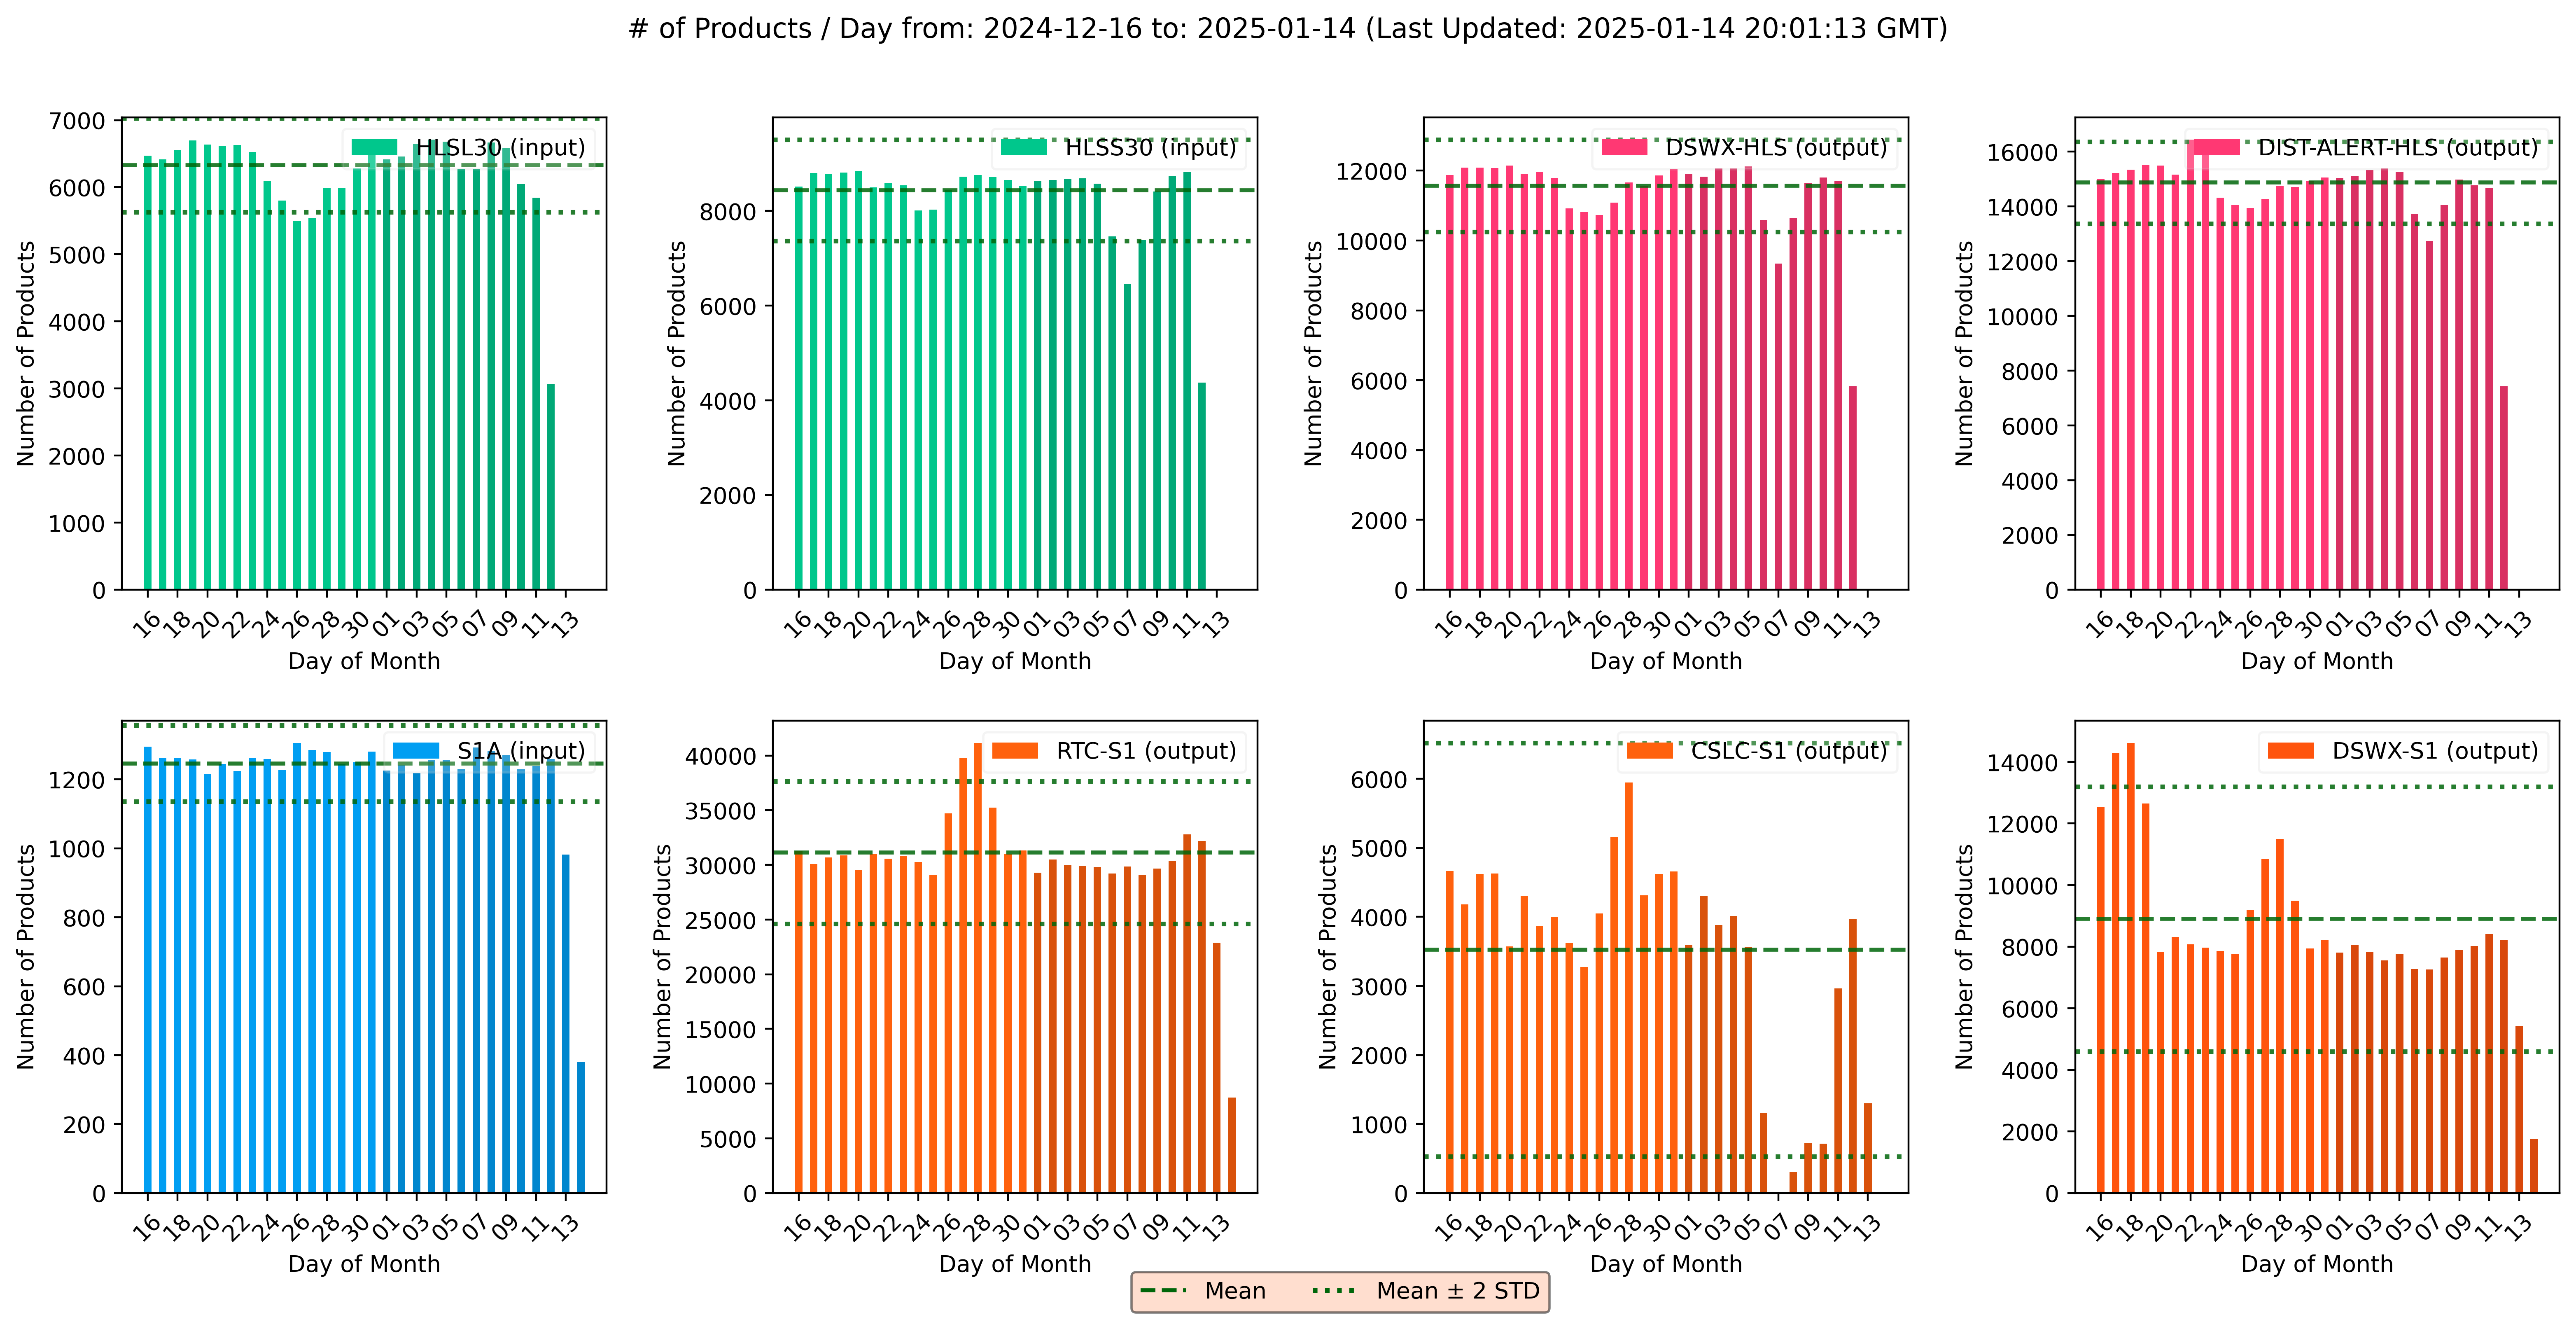 # of Products / Day from: 2024-12-16 to: 2025-01-14 (Last Updated: 2025-01-14 20:01:13 GMT)
HLSL30 (input)
Number of Products
7000
6000
5000
4000
3000
2000
1000
0
16 18 20 22 24 26 28 30 01 03 05 07 09 11 13
Day of Month
HLSS30 (input)
Number of Products
8000
6000
4000
2000
0
16 18 20 22 24 26 28 30 01 03 05 07 09 11 13
Day of Month
DSWX-HLS (output)
Number of Products
12000
10000
8000
6000
4000
2000
0
16 18 20 22 24 26 28 30 01 03 05 07 09 11 13
Day of Month
DIST-ALERT-HLS (output)
Number of Products
16000
14000
12000
10000
8000
6000
4000
2000
0
16 18 20 22 24 26 28 30 01 03 05 07 09 11 13
Day of Month
S1A (input)
Number of Products
1200
1000
800
600
400
200
0
16 18 20 22 24 26 28 30 01 03 05 07 09 11 13
Day of Month
RTC-S1 (output)
Number of Products
40000
35000
30000
25000
20000
15000
10000
5000
0
16 18 20 22 24 26 28 30 01 03 05 07 09 11 13
Day of Month
CSLC-S1 (output)
Number of Products
6000
5000
4000
3000
2000
1000
0
16 18 20 22 24 26 28 30 01 03 05 07 09 11 13
Day of Month
DSWX-S1 (output)
Number of Products
14000
12000
10000
8000
6000
4000
2000
0
16 18 20 22 24 26 28 30 01 03 05 07 09 11 13
Day of Month
Mean Mean ± 2 STD